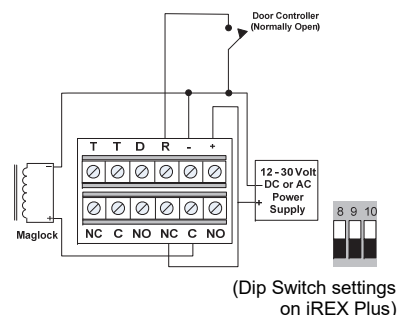 Door Controller
(Normally Open)
T T D R - +
12 - 30 Volt
DC or AC
Power
Supply
-
+
-
+
Maglock
NC C NO NC C NO
8 9 10
(Dip Switch settings
on iREX Plus)